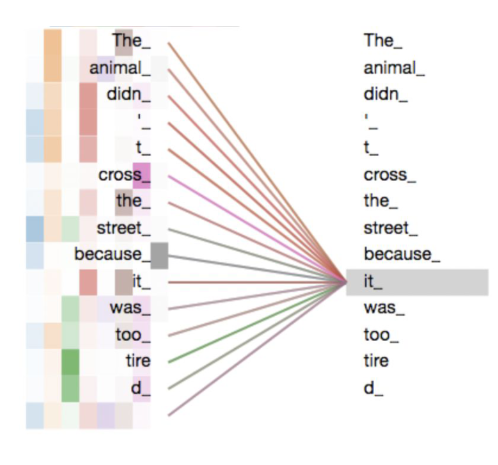 The_ The_
animal_ animal_
didn_ didn_
'_ '_
t_ t_
cross_ cross_
the_ the_
street_ street_
because_ because_
it_ it_
was_ was_
too_ too_
tire tire
d_ d_